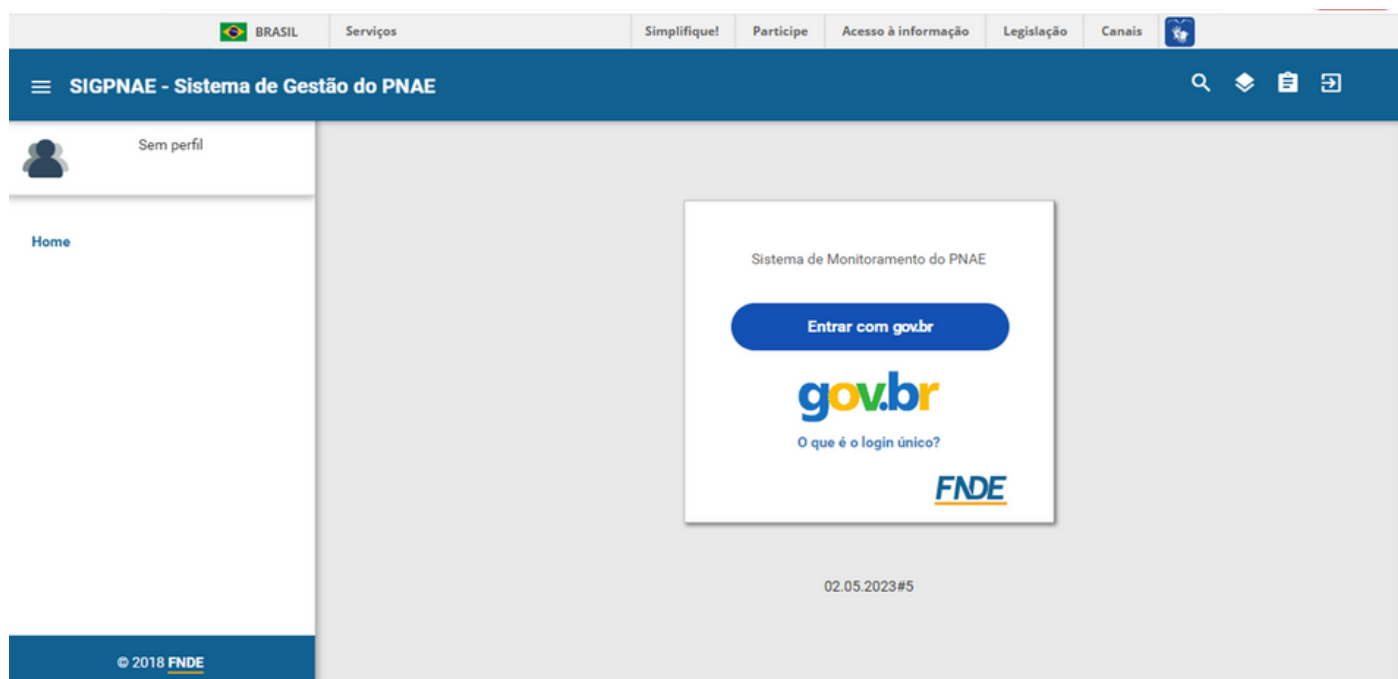 BRASIL Serviços Simplifique! Participe Acesso à informação Legislação Canais
SIGPNAE - Sistema de Gestão do PNAE
Sem perfil
Home
Sistema de Monitoramento do PNAE
Entrar com gov.br
gov.br
O que é o login único?
FNDE
02.05.2023#5
© 2018 FNDE